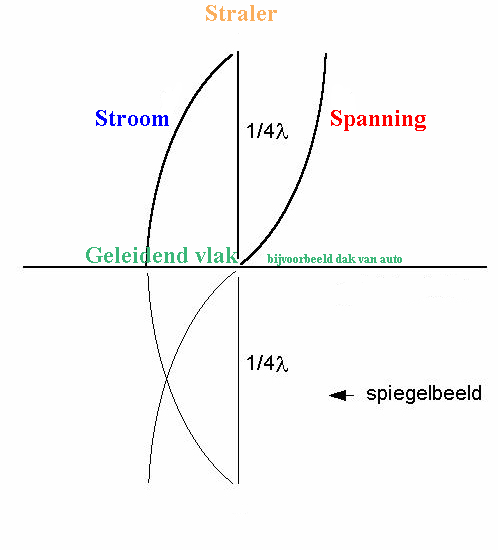 Straler
Stroom
Spanning
1/4λ
Geleidend vlak
bijvoorbeeld dak van auto
1/4λ
spiegelbeeld